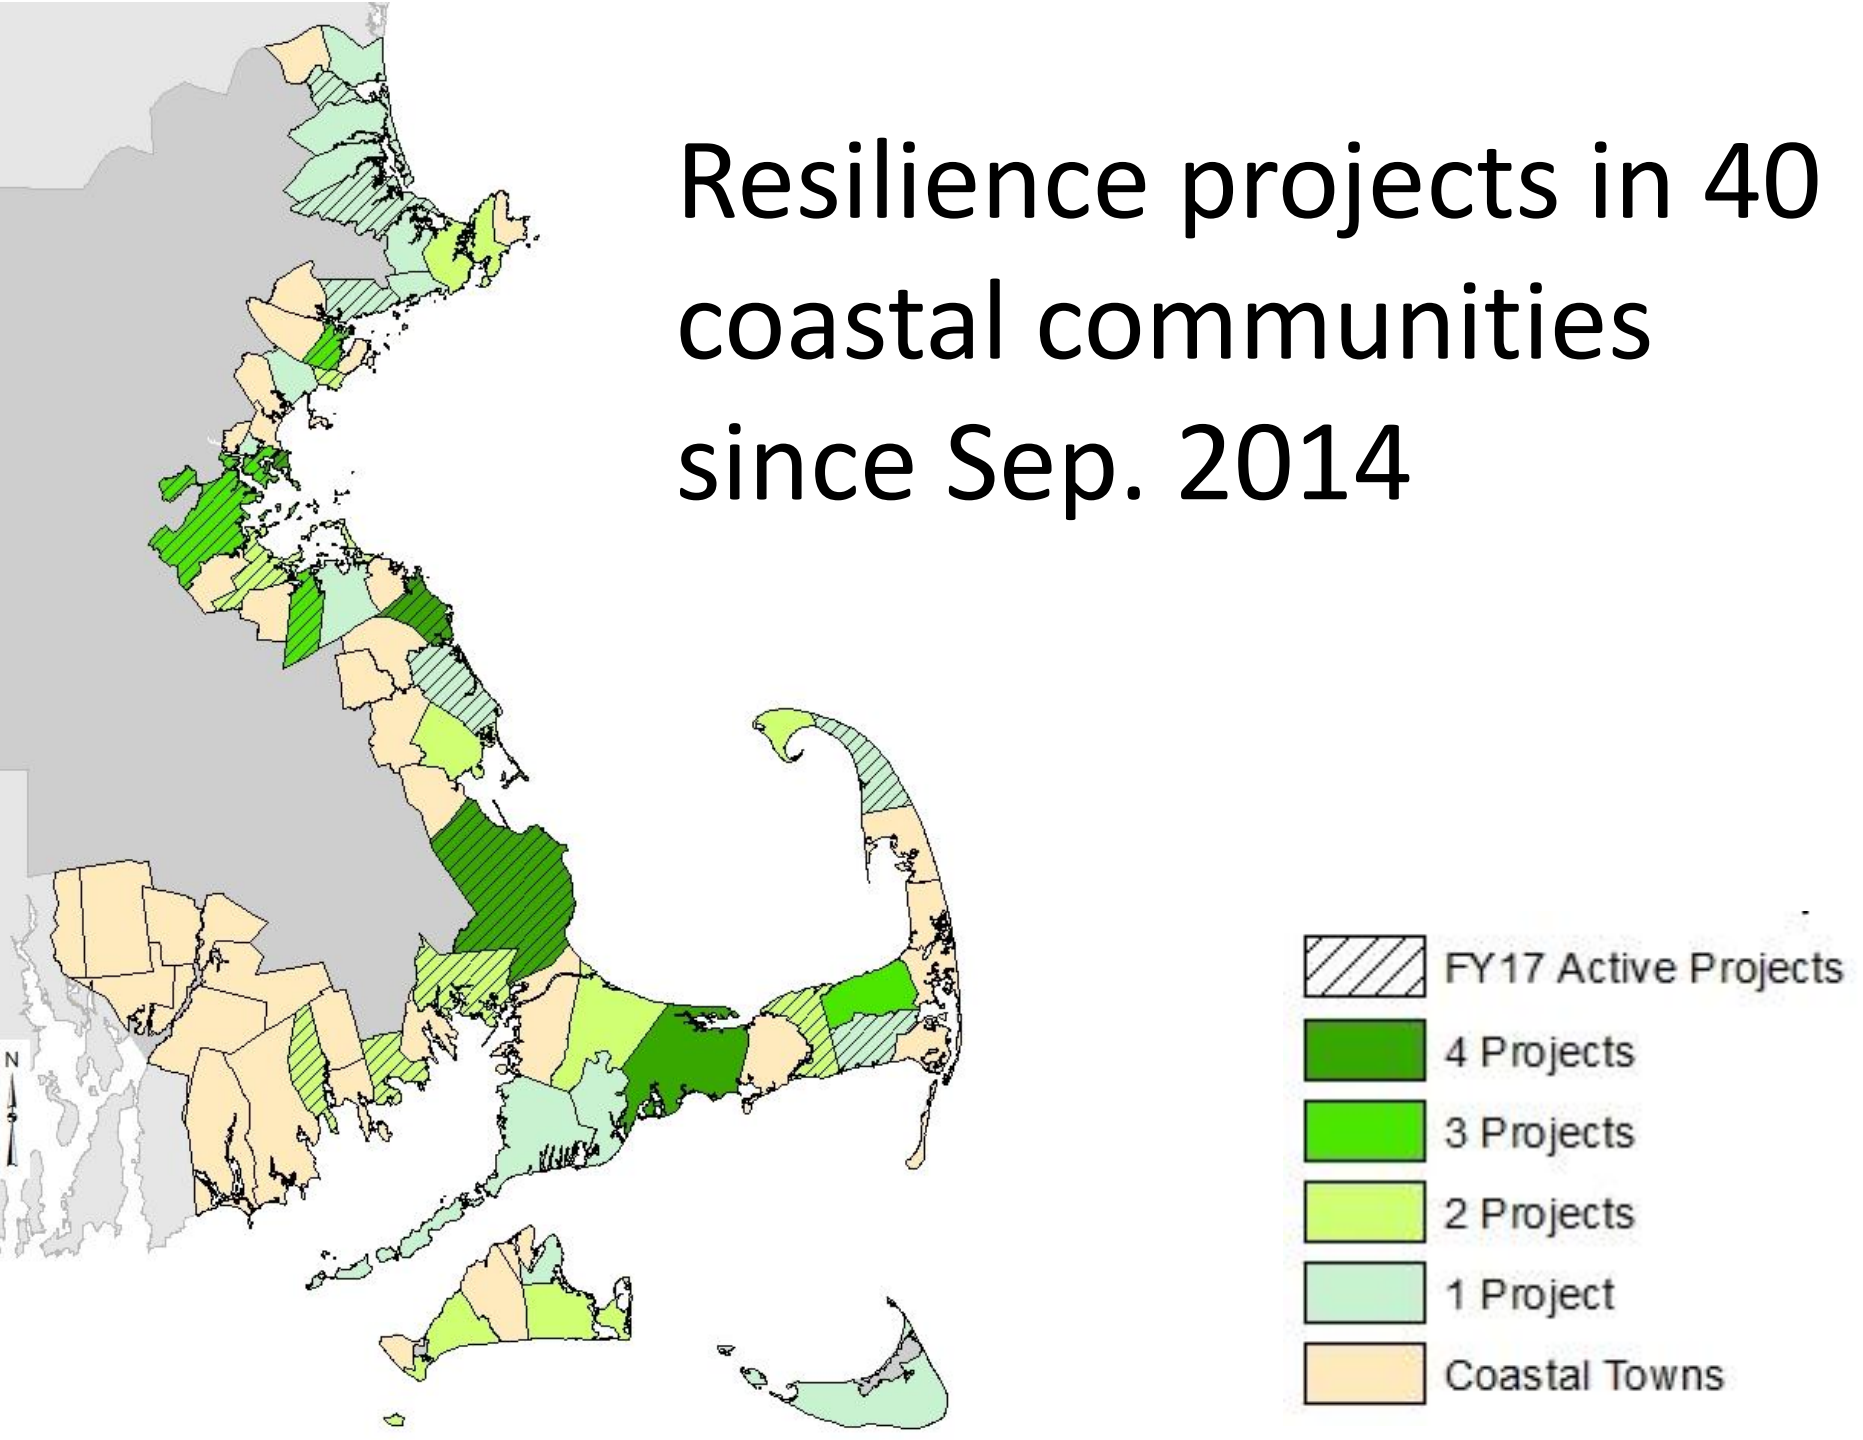 Resilience projects in 40
coastal communities
since Sep. 2014
FY17 Active Projects
4 Projects
3 Projects
2 Projects
1 Project
Coastal Towns
N
S